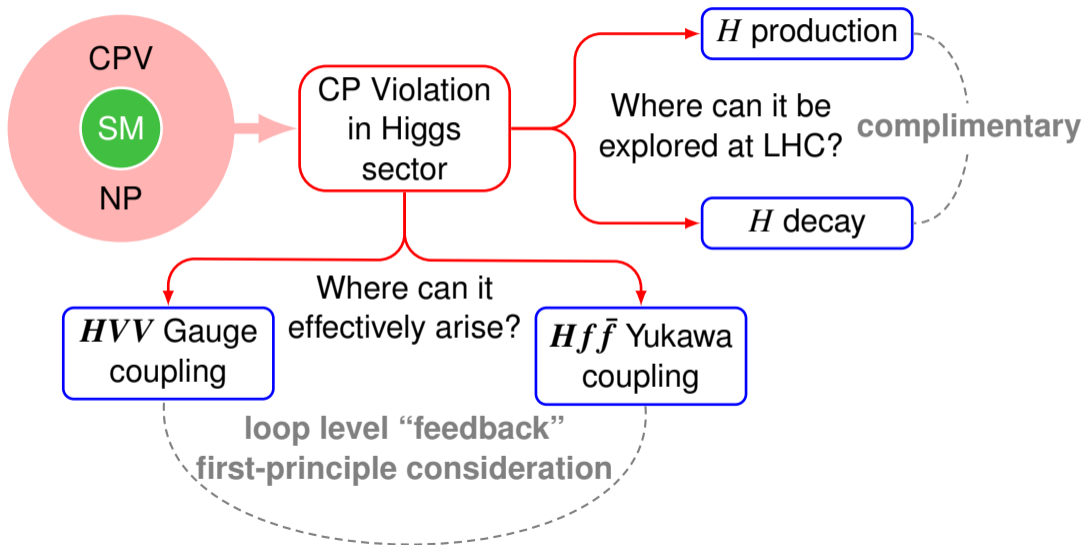 CPV
SM
NP
CP Violation
in Higgs
sector
H production
Where can it be
explored at LHC?
complimentary
H decay
Where can it
effectively arise?
HVV Gauge
coupling
Hff̄ Yukawa
coupling
loop level “feedback”
first-principle consideration